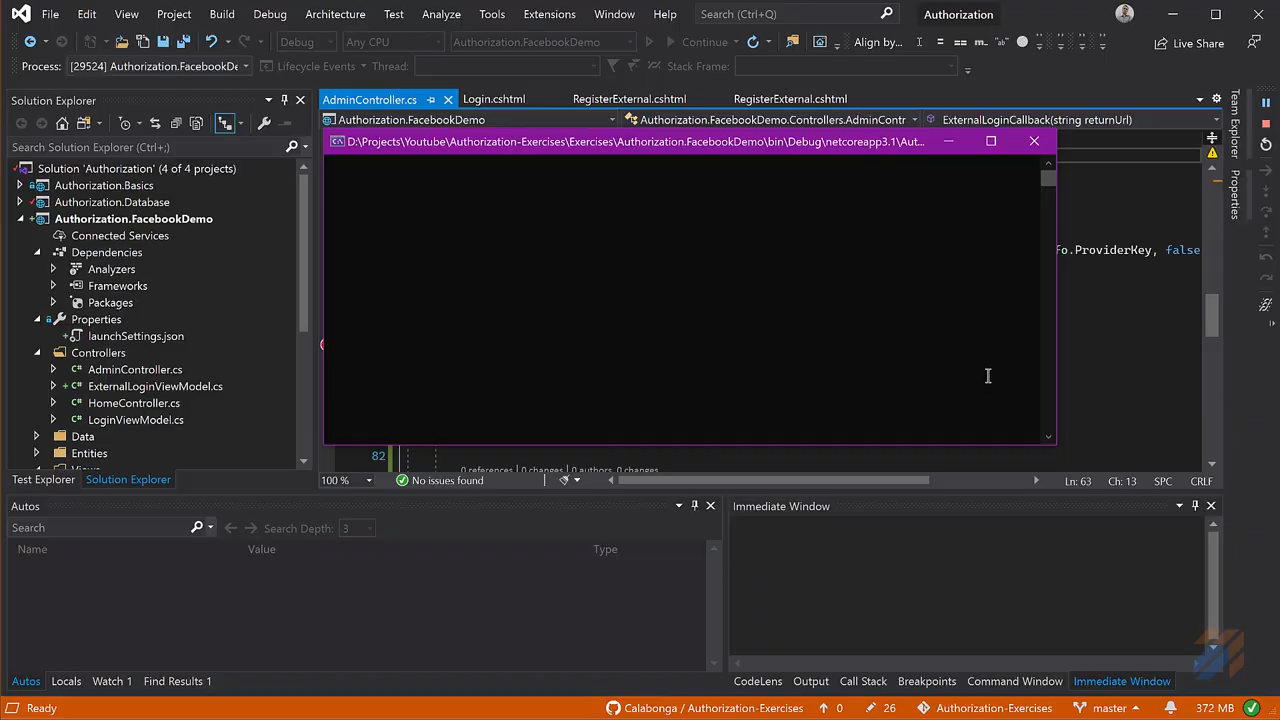 File Edit View Project Build Debug Architecture Test Analyze Tools Extensions Window Help Search (Ctrl+Q) Authorization
Debug Any CPU Authorization.FacebookDemo Continue Align by... Live Share
Process: [29524] Authorization.FacebookDe Lifecycle Events Thread: Stack Frame:
Solution Explorer
Search Solution Explorer (Ctrl+;)
Solution 'Authorization' (4 of 4 projects)
Authorization.Basics
Authorization.Database
Authorization.FacebookDemo
Connected Services
Dependencies
Analyzers
Frameworks
Packages
Properties
launchSettings.json
Controllers
AdminController.cs
ExternalLoginViewModel.cs
HomeController.cs
LoginViewModel.cs
Data
Entities
Test Explorer Solution Explorer
AdminController.cs Login.cshtml RegisterExternal.cshtml RegisterExternal.cshtml
Authorization.FacebookDemo Authorization.FacebookDemo.Controllers.AdminContr ExternalLoginCallback(string returnUrl)
D:\Projects\Youtube\Authorization-Exercises\Exercises\Authorization.FacebookDemo\bin\Debug\netcoreapp3.1\Aut...
fo.ProviderKey, false
82
0 references | 0 changes | 0 authors, 0 changes
100 % No issues found Ln: 63 Ch: 13 SPC CRLF
Team Explorer
Properties
Autos
Search Search Depth: 3
Name Value Type
Autos Locals Watch 1 Find Results 1
Immediate Window
CodeLens Output Call Stack Breakpoints Command Window Immediate Window
Ready Calabonga / Authorization-Exercises 0 26 Authorization-Exercises master 372 MB